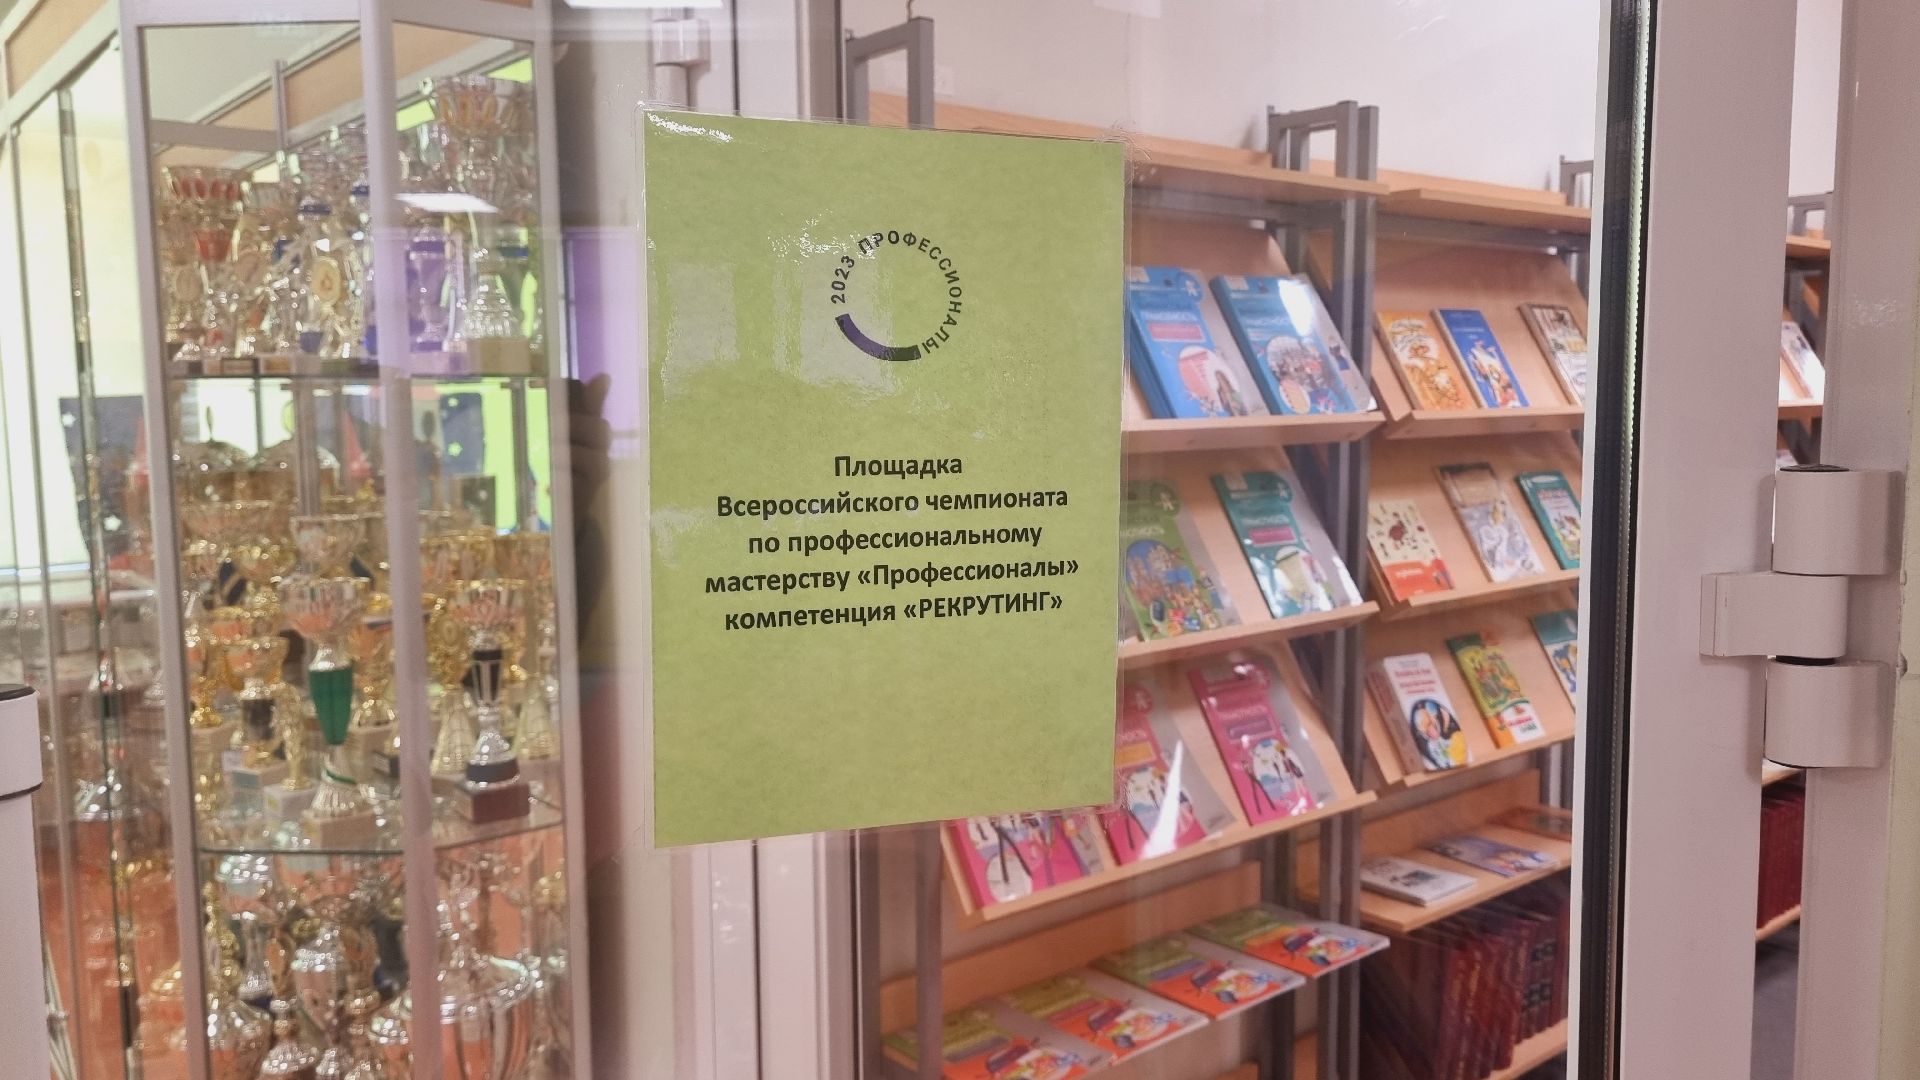 2023 ПРОФЕССИОНАЛЫ
Площадка
Всероссийского чемпионата
по профессиональному
мастерству «Профессионалы»
компетенция «РЕКРУТИНГ»